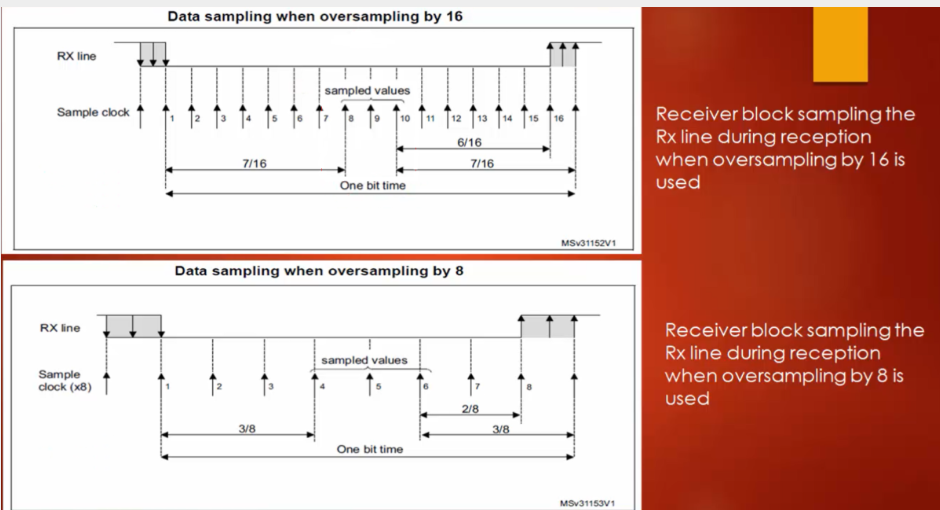 Data sampling when oversampling by 16
RX line
sampled values
Sample clock
1 2 3 4 5 6 7 8 9 10 11 12 13 14 15 16
6/16
7/16 7/16
One bit time
MSv31152V1
Receiver block sampling the
Rx line during reception
when oversampling by 16 is
used
Data sampling when oversampling by 8
RX line
sampled values
Sample
clock (x8)
1 2 3 4 5 6 7 8
2/8
3/8 3/8
One bit time
MSv31153V1
Receiver block sampling the
Rx line during reception
when oversampling by 8 is
used